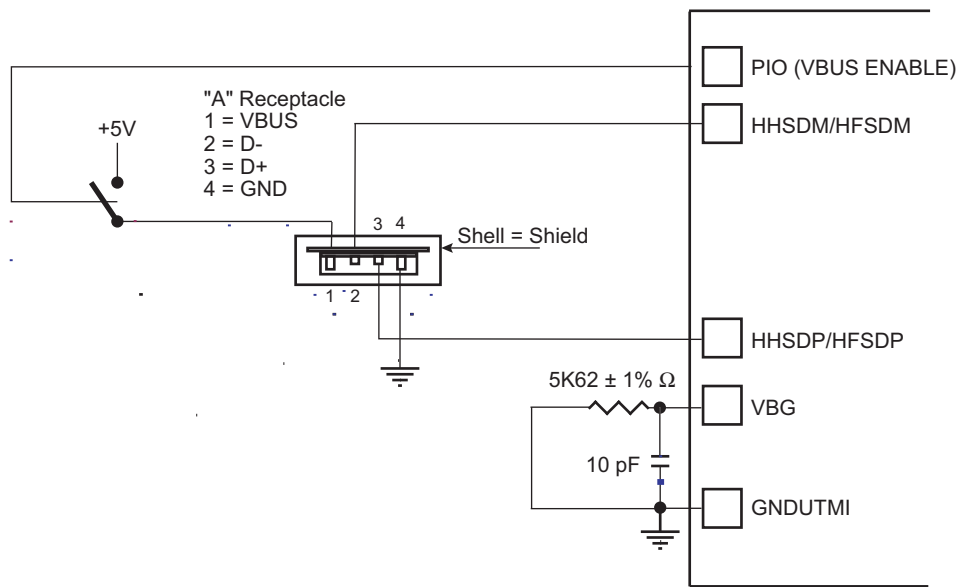 PIO (VBUS ENABLE)
"A" Receptacle
1 = VBUS
2 = D-
3 = D+
4 = GND
+5V
HHSDM/HFSDM
3 4
Shell = Shield
1 2
HHSDP/HFSDP
5K62 ± 1% Ω
VBG
10 pF
GNDUTMI